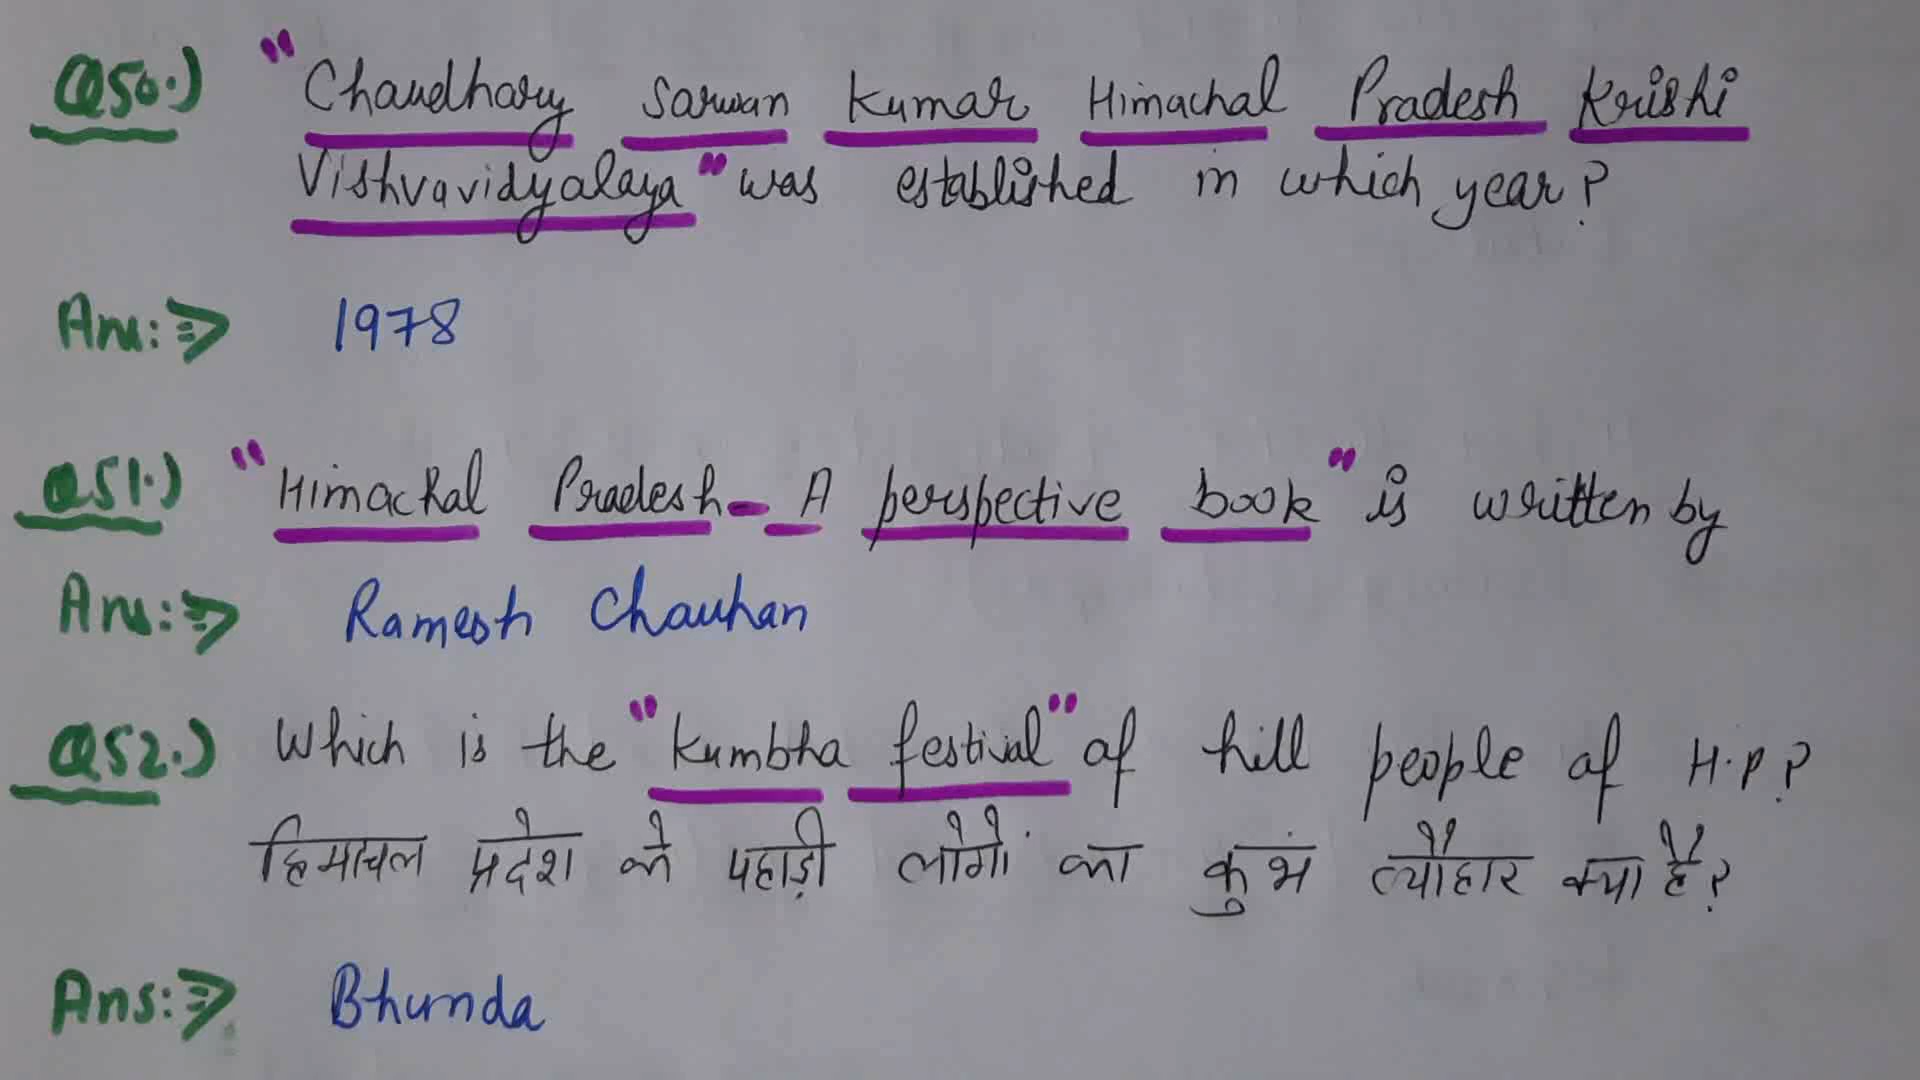 Q50.) "Chaudhary Sarwan Kumar Himachal Pradesh Krishi
Vishvavidyalaya" was established in which year?
Ans:⇒ 1978
Q51.) "Himachal Pradesh - A perspective book" is written by
Ans:⇒ Ramesh Chauhan
Q52.) Which is the "Kumbha festival" of hill people of H.P?
हिमाचल प्रदेश के पहाड़ी लोगों का कुंभ त्यौहार क्या है?
Ans:⇒ Bhunda